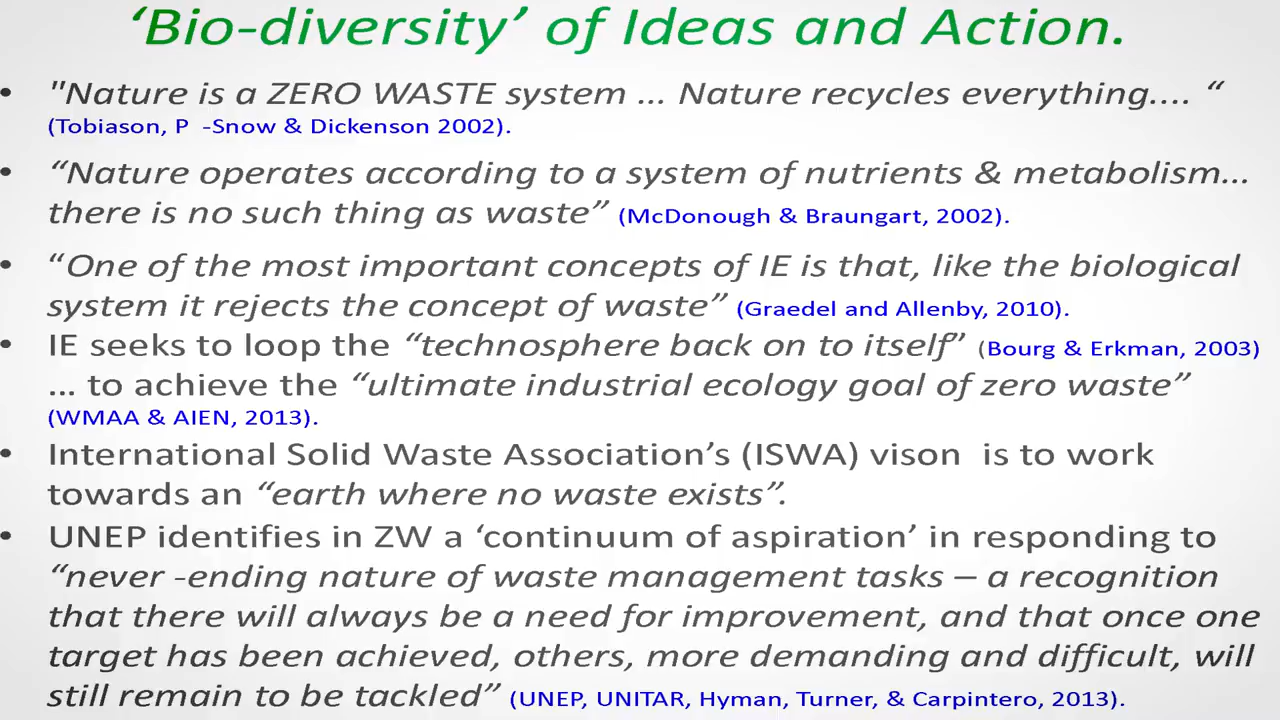 ‘Bio-diversity’ of Ideas and Action.
• "Nature is a ZERO WASTE system ... Nature recycles everything.... “
(Tobiason, P -Snow & Dickenson 2002).
• “Nature operates according to a system of nutrients & metabolism...
there is no such thing as waste” (McDonough & Braungart, 2002).
• “One of the most important concepts of IE is that, like the biological
system it rejects the concept of waste” (Graedel and Allenby, 2010).
• IE seeks to loop the “technosphere back on to itself” (Bourg & Erkman, 2003)
... to achieve the “ultimate industrial ecology goal of zero waste”
(WMAA & AIEN, 2013).
• International Solid Waste Association’s (ISWA) vison is to work
towards an “earth where no waste exists”.
• UNEP identifies in ZW a ‘continuum of aspiration’ in responding to
“never -ending nature of waste management tasks – a recognition
that there will always be a need for improvement, and that once one
target has been achieved, others, more demanding and difficult, will
still remain to be tackled” (UNEP, UNITAR, Hyman, Turner, & Carpintero, 2013).